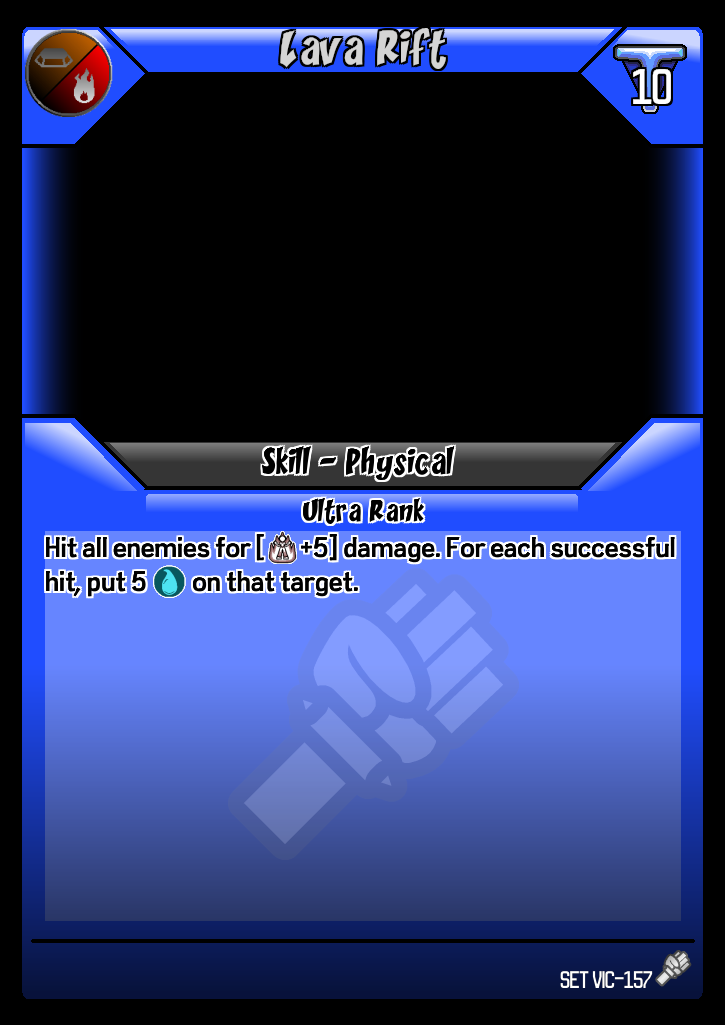 Lava Rift
10
Skill - Physical
Ultra Rank
Hit all enemies for [ +5] damage. For each successful
hit, put 5 on that target.
SET VIC-157